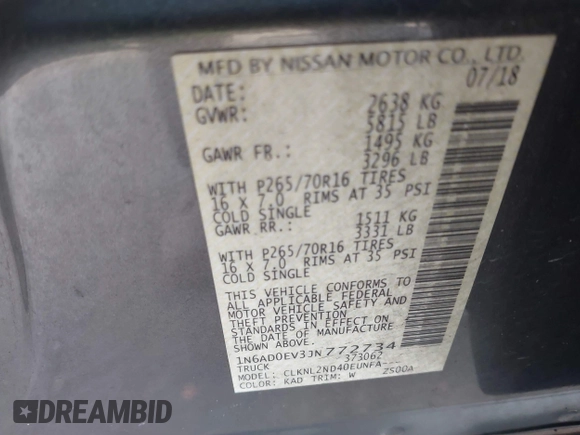 MFD BY NISSAN MOTOR CO., LTD.
DATE: 07/18
GVWR: 2638 KG
5815 LB
GAWR FR.: 1495 KG
3296 LB
WITH P265/70R16 TIRES
16 X 7.0 RIMS AT 35 PSI
COLD SINGLE
GAWR RR.: 1511 KG
3331 LB
WITH P265/70R16 TIRES
16 X 7.0 RIMS AT 35 PSI
COLD SINGLE
THIS VEHICLE CONFORMS TO
ALL APPLICABLE FEDERAL
MOTOR VEHICLE SAFETY AND
THEFT PREVENTION
STANDARDS IN EFFECT ON
THE DATE OF MANUFACTURE
1N6AD0EV3JN772734
TRUCK 373062
MODEL: CLKNL2ND40EUNFA----
COLOR: KAD TRIM: W ZS00A
DREAMBID